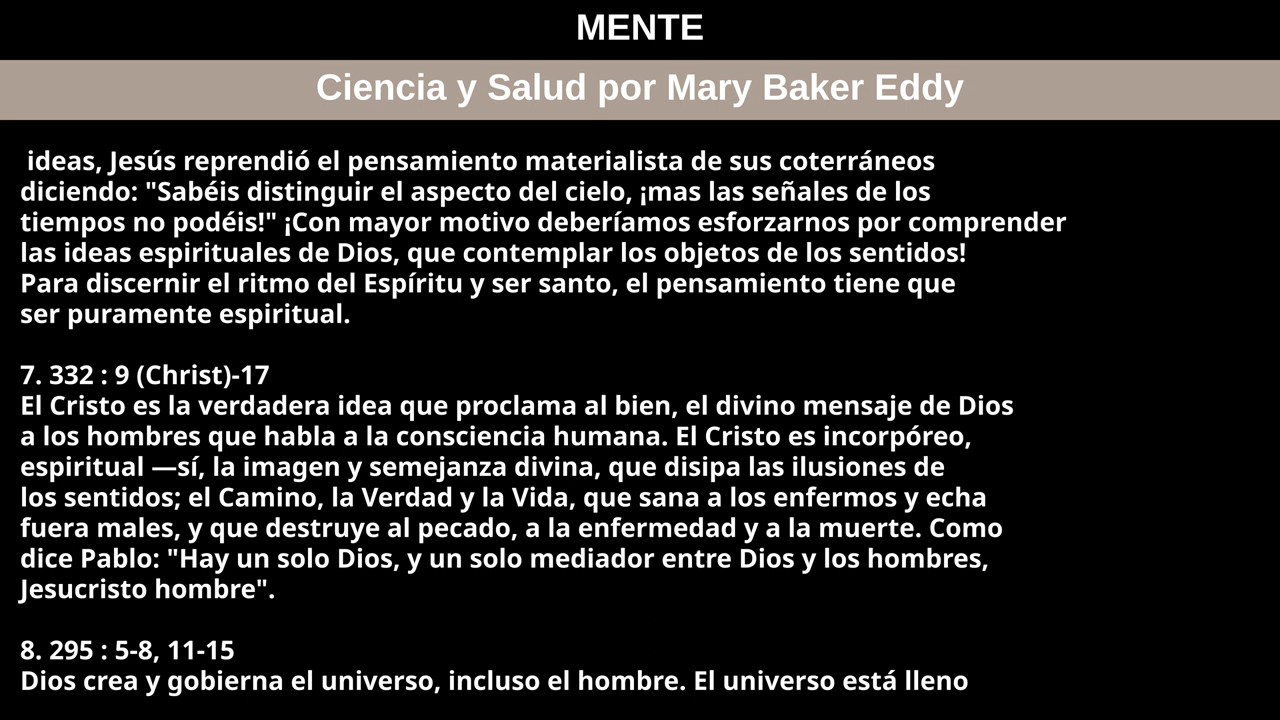 MENTE
Ciencia y Salud por Mary Baker Eddy
ideas, Jesús reprendió el pensamiento materialista de sus coterráneos
diciendo: "Sabéis distinguir el aspecto del cielo, ¡mas las señales de los
tiempos no podéis!" ¡Con mayor motivo deberíamos esforzarnos por comprender
las ideas espirituales de Dios, que contemplar los objetos de los sentidos!
Para discernir el ritmo del Espíritu y ser santo, el pensamiento tiene que
ser puramente espiritual.
7. 332 : 9 (Christ)-17
El Cristo es la verdadera idea que proclama al bien, el divino mensaje de Dios
a los hombres que habla a la consciencia humana. El Cristo es incorpóreo,
espiritual —sí, la imagen y semejanza divina, que disipa las ilusiones de
los sentidos; el Camino, la Verdad y la Vida, que sana a los enfermos y echa
fuera males, y que destruye al pecado, a la enfermedad y a la muerte. Como
dice Pablo: "Hay un solo Dios, y un solo mediador entre Dios y los hombres,
Jesucristo hombre".
8. 295 : 5-8, 11-15
Dios crea y gobierna el universo, incluso el hombre. El universo está lleno